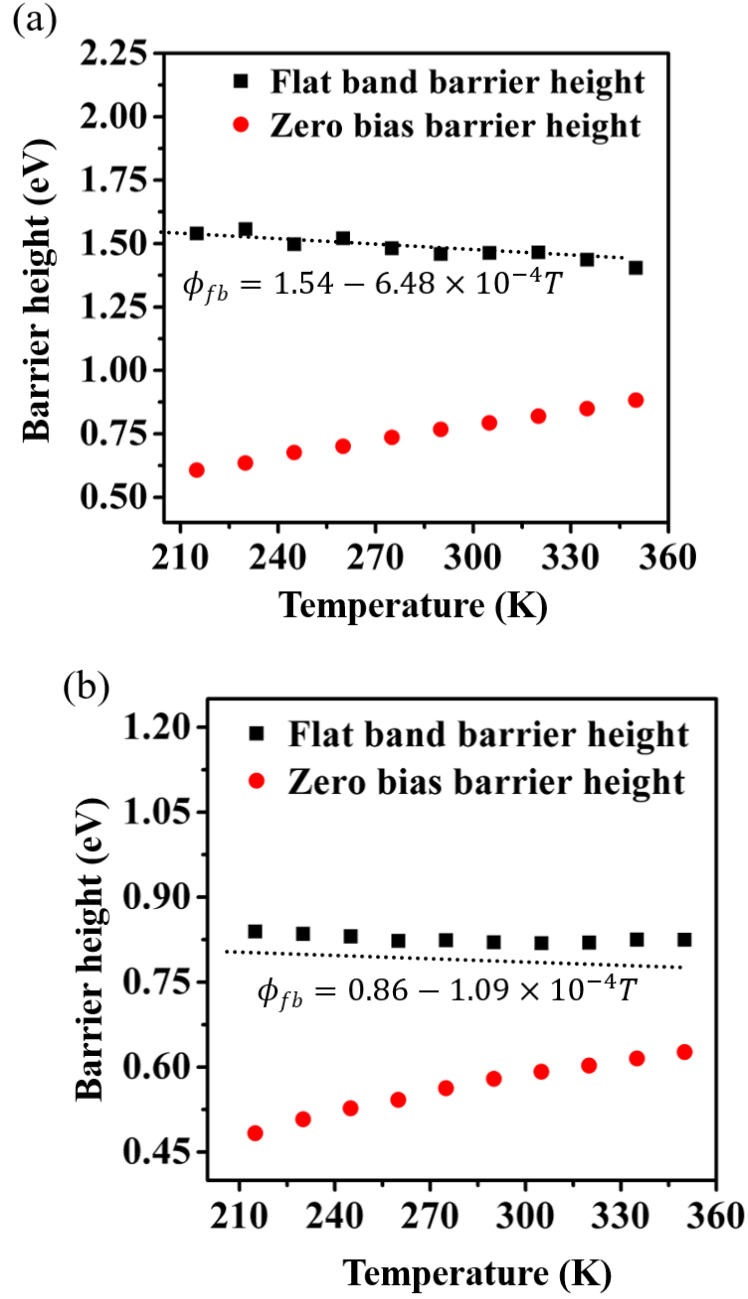 (a)
2.25
2.00
1.75
1.50
1.25
1.00
0.75
0.50
Barrier height (eV)
Flat band barrier height
Zero bias barrier height
ϕ_fb = 1.54 − 6.48 × 10⁻⁴T
210 240 270 300 330 360
Temperature (K)
(b)
1.20
1.05
0.90
0.75
0.60
0.45
Barrier height (eV)
Flat band barrier height
Zero bias barrier height
ϕ_fb = 0.86 − 1.09 × 10⁻⁴T
210 240 270 300 330 360
Temperature (K)